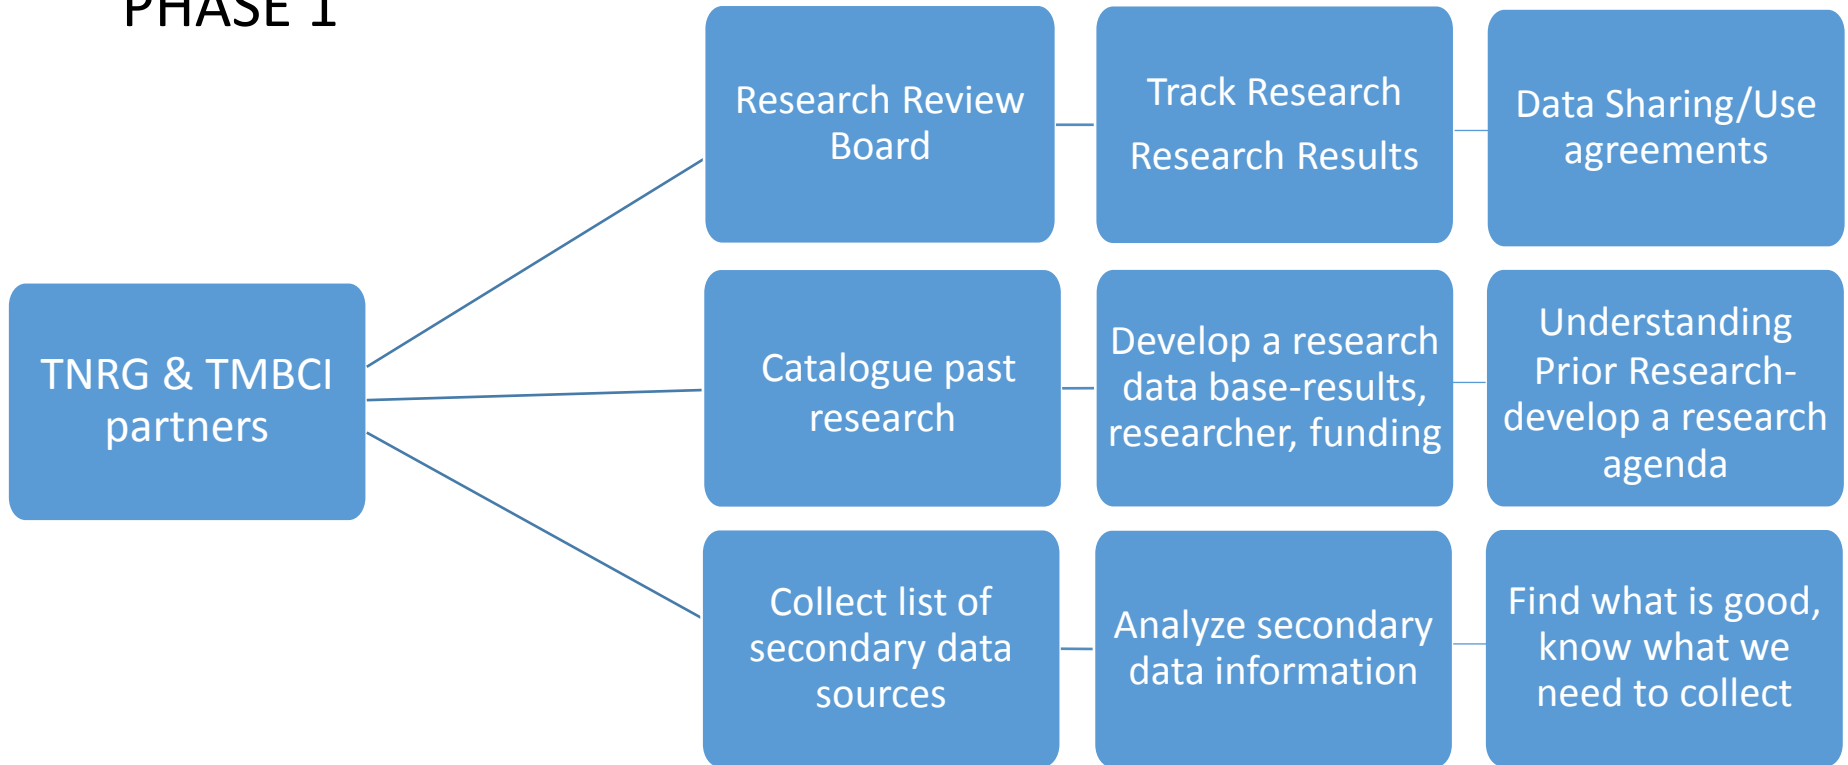 PHASE 1
Research Review
Board
Track Research
Research Results
Data Sharing/Use
agreements
TNRG & TMBCI
partners
Catalogue past
research
Develop a research
data base-results,
researcher, funding
Understanding
Prior Research-
develop a research
agenda
Collect list of
secondary data
sources
Analyze secondary
data information
Find what is good,
know what we
need to collect